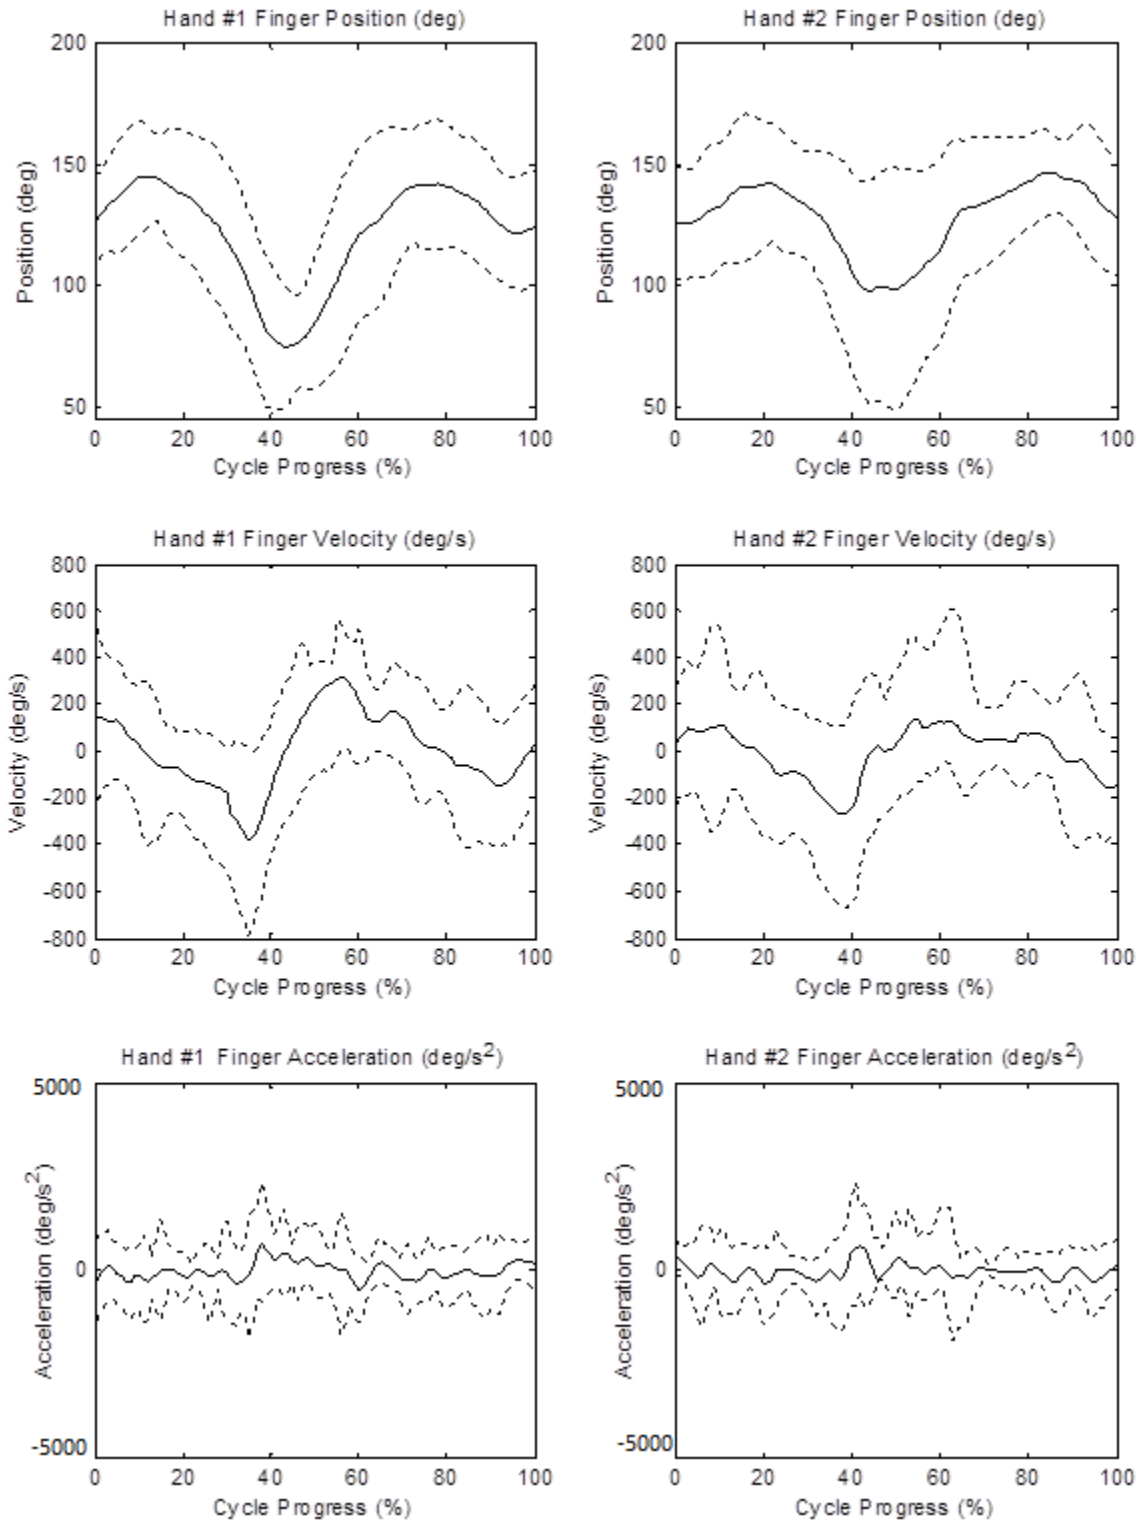 Hand #1 Finger Position (deg)
200
150
100
50
Position (deg)
0 20 40 60 80 100
Cycle Progress (%)
Hand #2 Finger Position (deg)
200
150
100
50
Position (deg)
0 20 40 60 80 100
Cycle Progress (%)
Hand #1 Finger Velocity (deg/s)
800
600
400
200
0
-200
-400
-600
-800
Velocity (deg/s)
0 20 40 60 80 100
Cycle Progress (%)
Hand #2 Finger Velocity (deg/s)
800
600
400
200
0
-200
-400
-600
-800
Velocity (deg/s)
0 20 40 60 80 100
Cycle Progress (%)
Hand #1 Finger Acceleration (deg/s²)
5000
0
-5000
Acceleration (deg/s²)
0 20 40 60 80 100
Cycle Progress (%)
Hand #2 Finger Acceleration (deg/s²)
5000
0
-5000
Acceleration (deg/s²)
0 20 40 60 80 100
Cycle Progress (%)